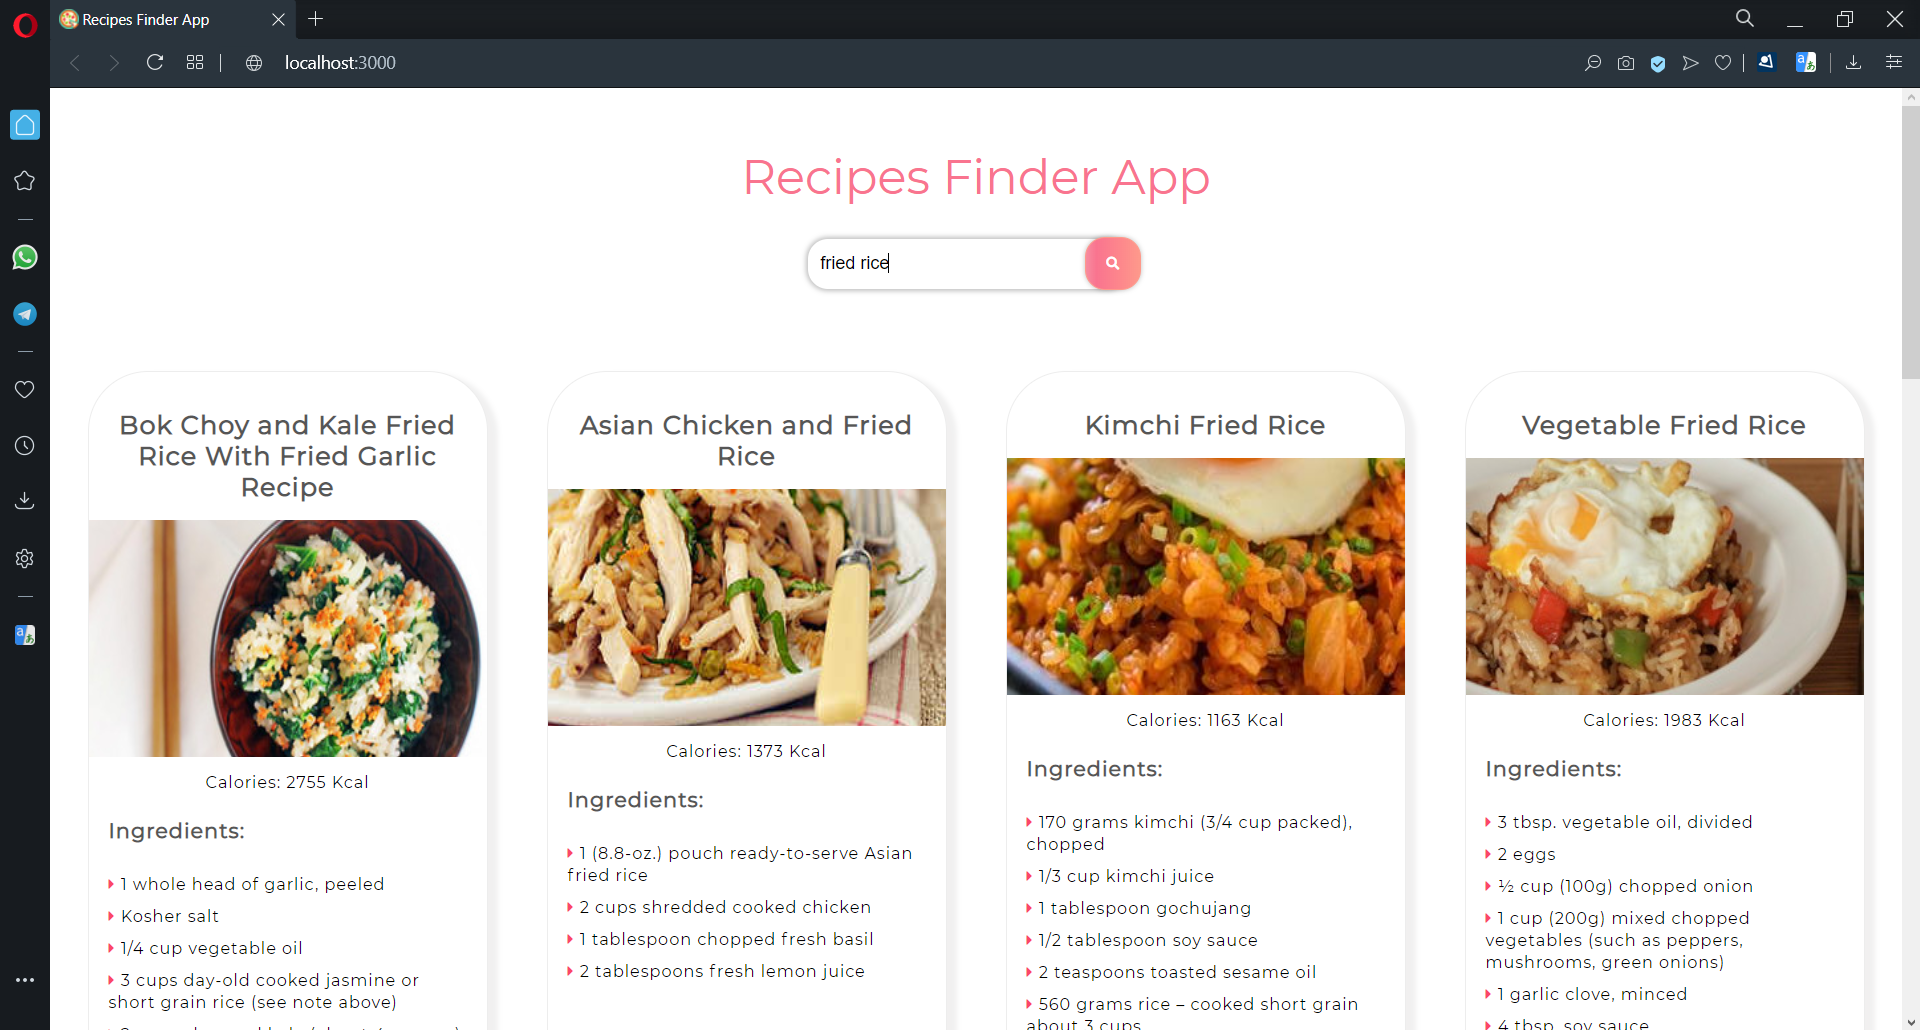 Recipes Finder App
localhost:3000
Recipes Finder App
fried rice
Bok Choy and Kale Fried
Rice With Fried Garlic
Recipe
Calories: 2755 Kcal
Ingredients:
1 whole head of garlic, peeled
Kosher salt
1/4 cup vegetable oil
3 cups day-old cooked jasmine or
short grain rice (see note above)
Asian Chicken and Fried
Rice
Calories: 1373 Kcal
Ingredients:
1 (8.8-oz.) pouch ready-to-serve Asian
fried rice
2 cups shredded cooked chicken
1 tablespoon chopped fresh basil
2 tablespoons fresh lemon juice
Kimchi Fried Rice
Calories: 1163 Kcal
Ingredients:
170 grams kimchi (3/4 cup packed),
chopped
1/3 cup kimchi juice
1 tablespoon gochujang
1/2 tablespoon soy sauce
2 teaspoons toasted sesame oil
560 grams rice – cooked short grain
about 3 cups
Vegetable Fried Rice
Calories: 1983 Kcal
Ingredients:
3 tbsp. vegetable oil, divided
2 eggs
½ cup (100g) chopped onion
1 cup (200g) mixed chopped
vegetables (such as peppers,
mushrooms, green onions)
1 garlic clove, minced
4 tbsp. soy sauce